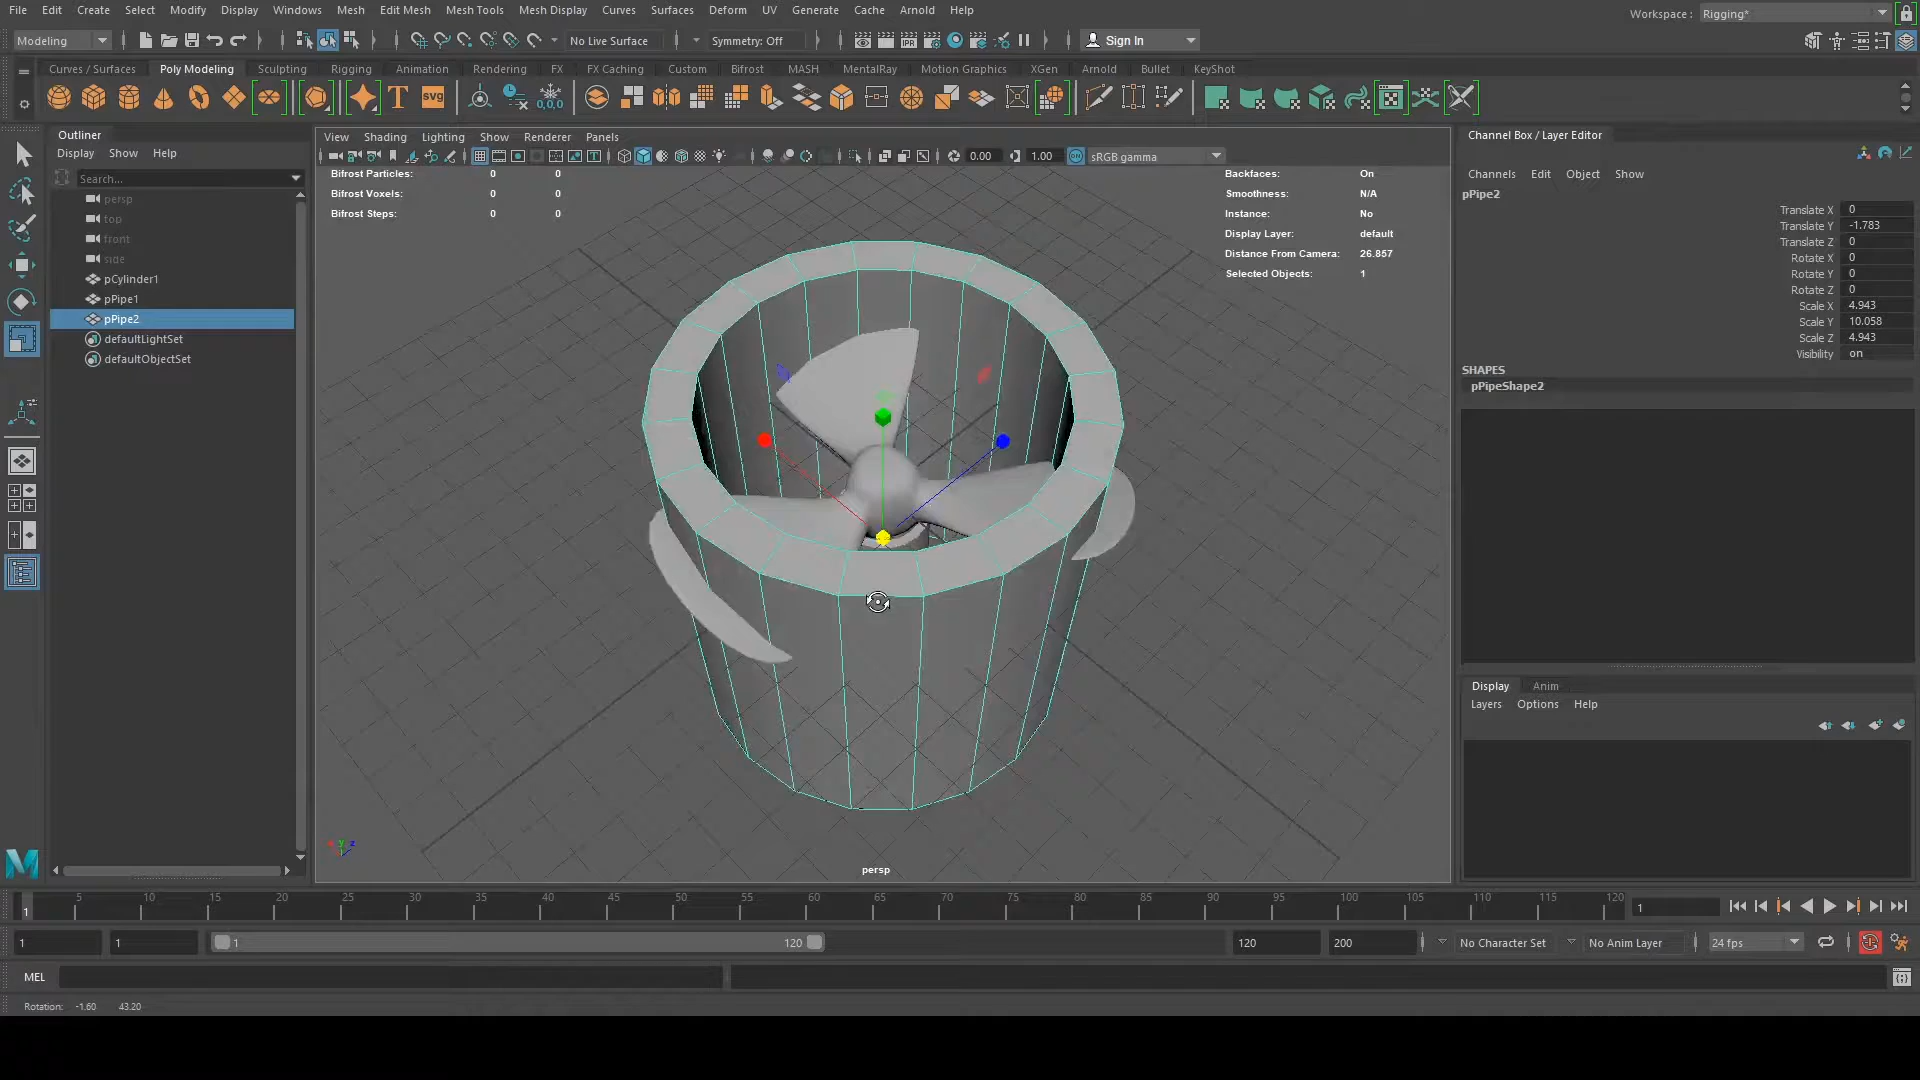 File Edit Create Select Modify Display Windows Mesh Edit Mesh Mesh Tools Mesh Display Curves Surfaces Deform UV Generate Cache Arnold Help
Workspace : Rigging*
Modeling No Live Surface Symmetry: Off Sign In
Curves / Surfaces Poly Modeling Sculpting Rigging Animation Rendering FX FX Caching Custom Bifrost MASH MentalRay Motion Graphics XGen Arnold Bullet KeyShot
T SVG 0,0,0
Outliner
Display Show Help
Search...
persp
top
front
side
pCylinder1
pPipe1
pPipe2
defaultLightSet
defaultObjectSet
View Shading Lighting Show Renderer Panels
0.00 1.00 sRGB gamma
Bifrost Particles: 0 0
Bifrost Voxels: 0 0
Bifrost Steps: 0 0
Backfaces: On
Smoothness: N/A
Instance: No
Display Layer: default
Distance From Camera: 26.857
Selected Objects: 1
persp
Channel Box / Layer Editor
Channels Edit Object Show
pPipe2
Translate X 0
Translate Y -1.783
Translate Z 0
Rotate X 0
Rotate Y 0
Rotate Z 0
Scale X 4.943
Scale Y 10.058
Scale Z 4.943
Visibility on
SHAPES
pPipeShape2
Display Anim
Layers Options Help
1 5 10 15 20 25 30 35 40 45 50 55 60 65 70 75 80 85 90 95 100 105 110 115 120 1
1 1 1 120 120 200 No Character Set No Anim Layer 24 fps
MEL
Rotation: -1.60 43.20